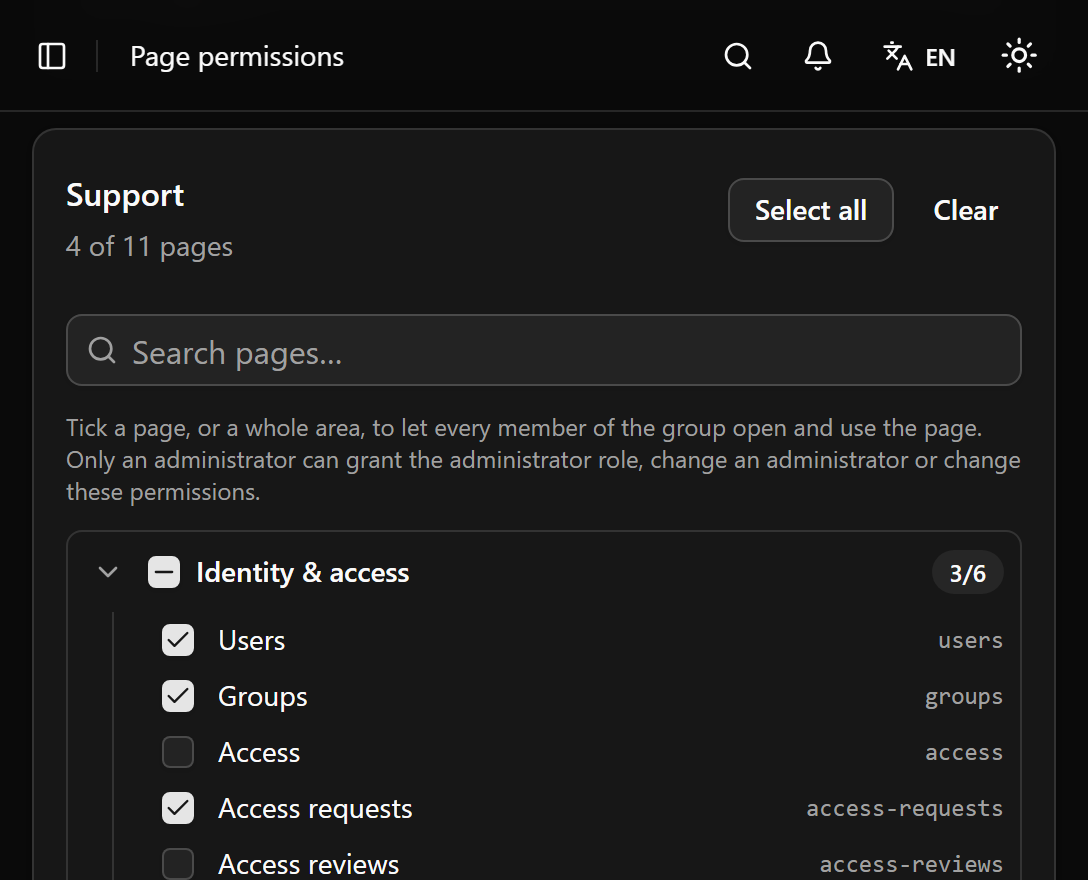 Page permissions
EN
Support
4 of 11 pages
Select all
Clear
Search pages...
Tick a page, or a whole area, to let every member of the group open and use the page.
Only an administrator can grant the administrator role, change an administrator or change
these permissions.
Identity & access
3/6
Users
users
Groups
groups
Access
access
Access requests
access-requests
Access reviews
access-reviews